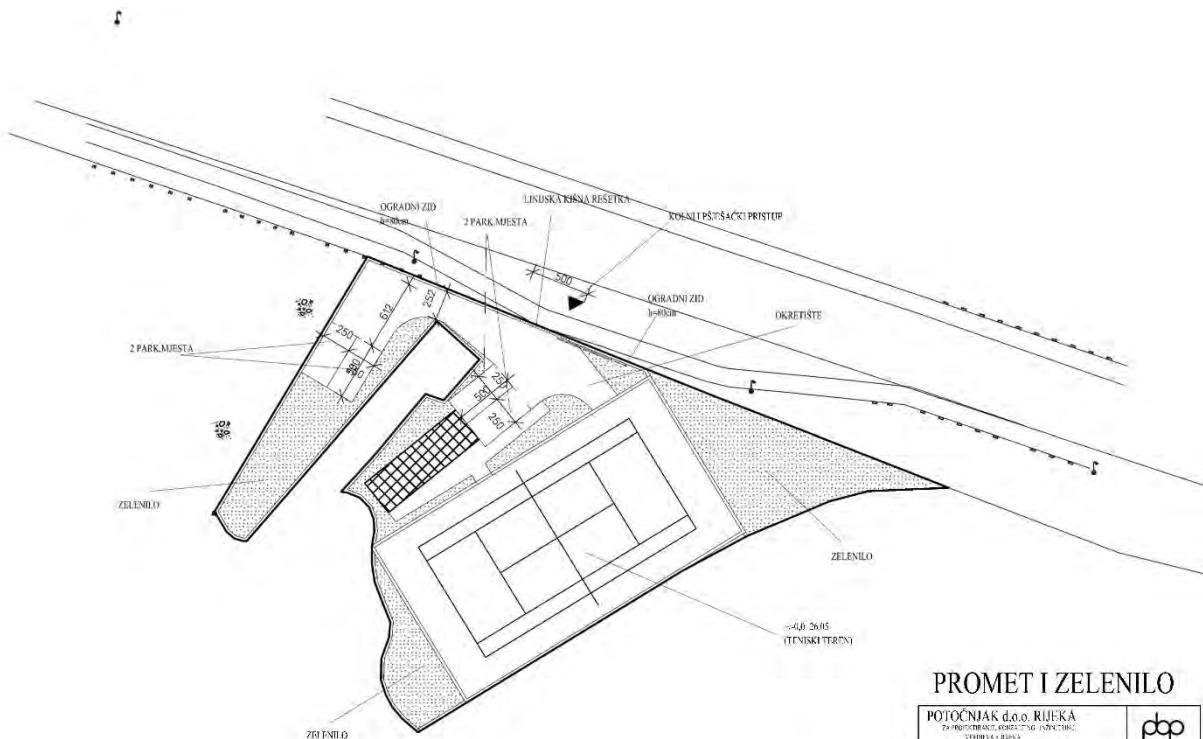 OGRADNI ZID
h=80cm
LINIJSKA KIŠNA REŠETKA
2 PARK.MJESTA
KOLNI I PJEŠAČKI PRISTUP
500
OGRADNI ZID
h=80cm
OKRETIŠTE
612
252
250
2 PARK.MJESTA
250
500
250
ZELENILO
ZELENILO
(TENISKI TEREN)
ZELENILO
PROMET I ZELENILO
POTOČNJAK d.o.o. RIJEKA
pbp